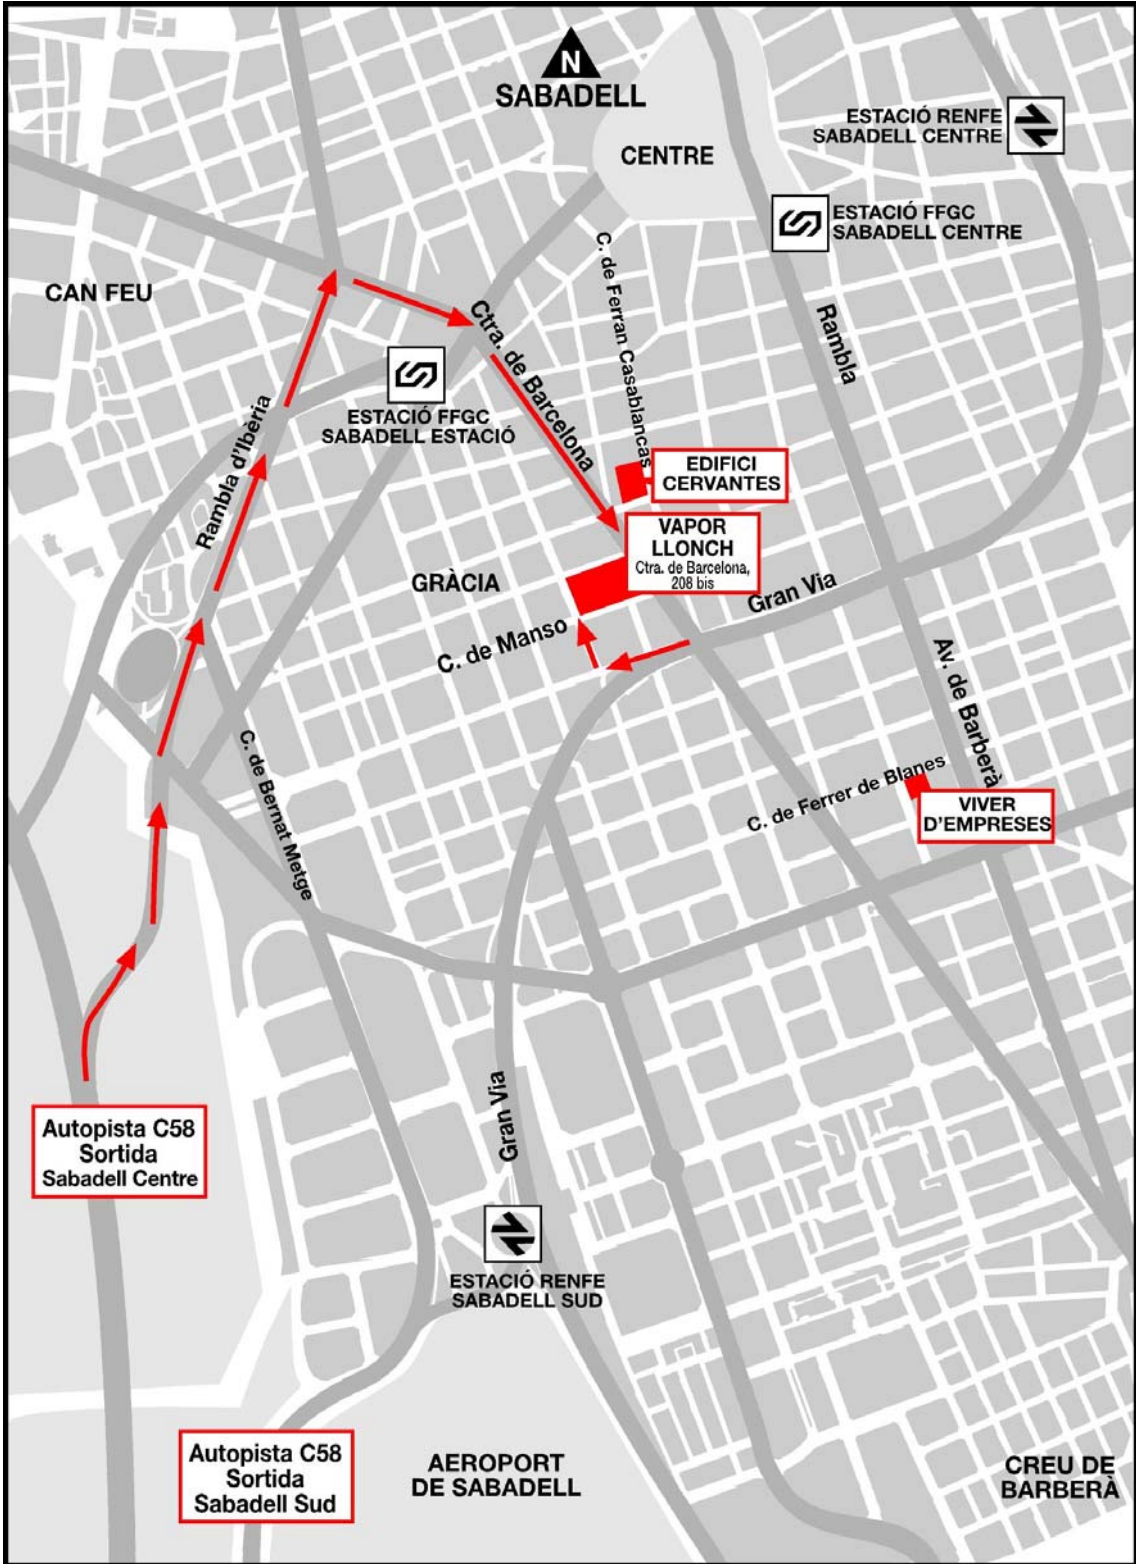 N
SABADELL
CENTRE
ESTACIÓ RENFE
SABADELL CENTRE
ESTACIÓ FFGC
SABADELL CENTRE
C. de Ferran Casablancas
CAN FEU
Ctra. de Barcelona
Rambla
ESTACIÓ FFGC
SABADELL ESTACIÓ
Rambla d'Ibèria
EDIFICI
CERVANTES
VAPOR
LLONCH
Ctra. de Barcelona,
208 bis
GRÀCIA
Gran Via
C. de Manso
Av. de Barberà
C. de Bernat Metge
C. de Ferrer de Blanes
VIVER
D'EMPRESES
Gran Via
Autopista C58
Sortida
Sabadell Centre
ESTACIÓ RENFE
SABADELL SUD
Autopista C58
Sortida
Sabadell Sud
AEROPORT
DE SABADELL
CREU DE
BARBERÀ